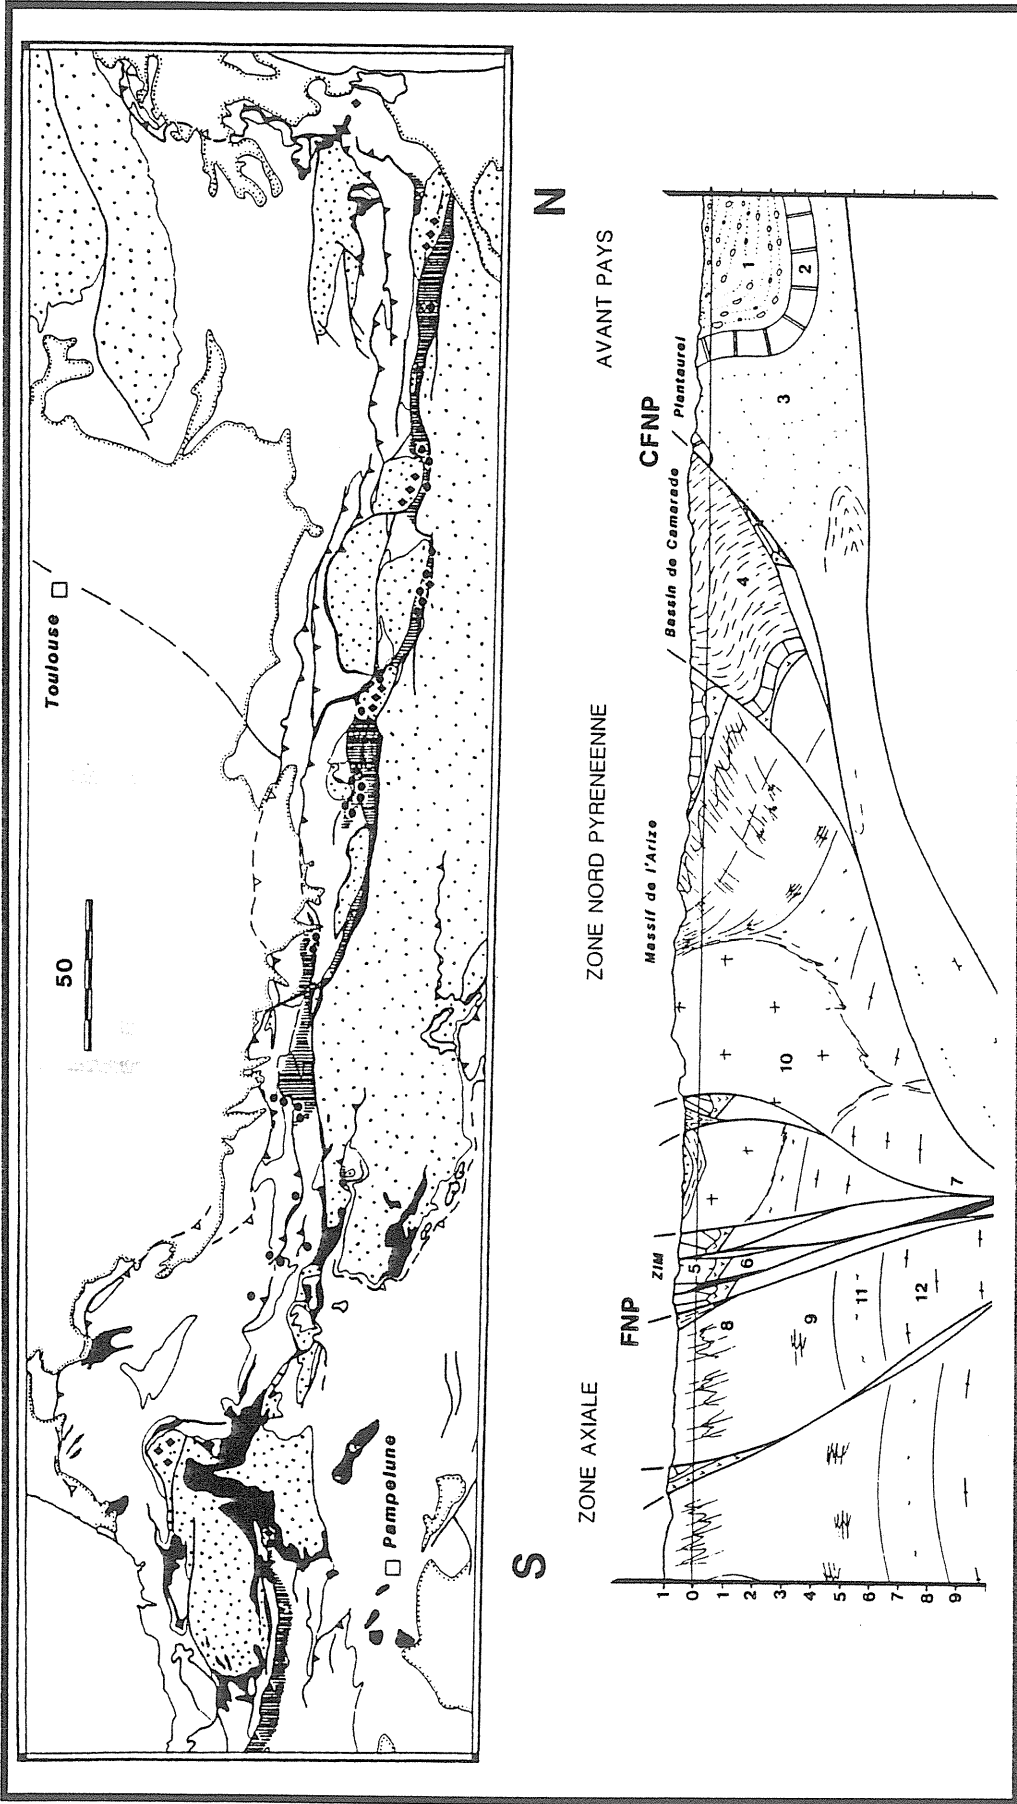 Toulouse
50
Pampelune
S
N
ZONE AXIALE
ZONE NORD PYRENEENNE
AVANT PAYS
FNP
CFNP
ZIM
Massif de l'Arize
Bassin de Camarade
Plantaurel
1
0
1
2
3
4
5
6
7
8
9
1
2
3
4
5
6
7
8
9
10
11
12